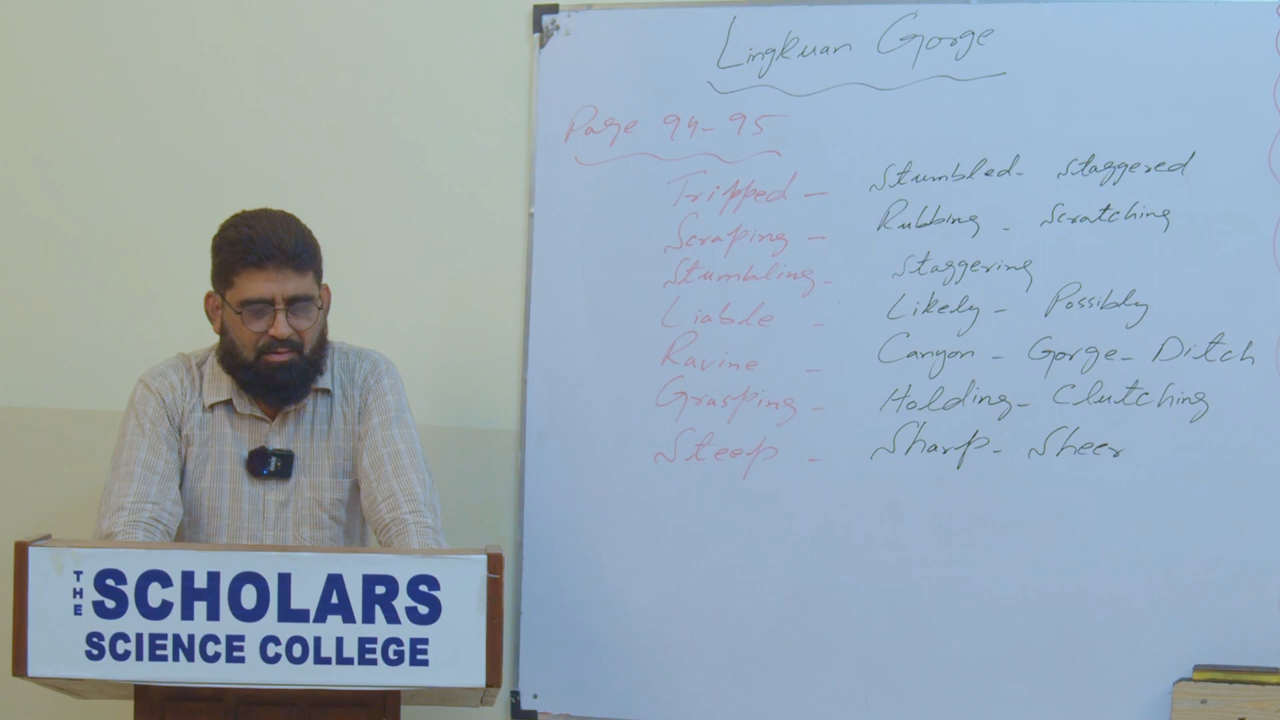 Lingkuan Gorge
Page 94-95
Tripped - Stumbled - Staggered
Scraping - Rubbing - Scratching
Stumbling - Staggering
Liable - Likely - Possibly
Ravine - Canyon - Gorge - Ditch
Grasping - Holding - Clutching
Steep - Sharp - Sheer
THE SCHOLARS
SCIENCE COLLEGE